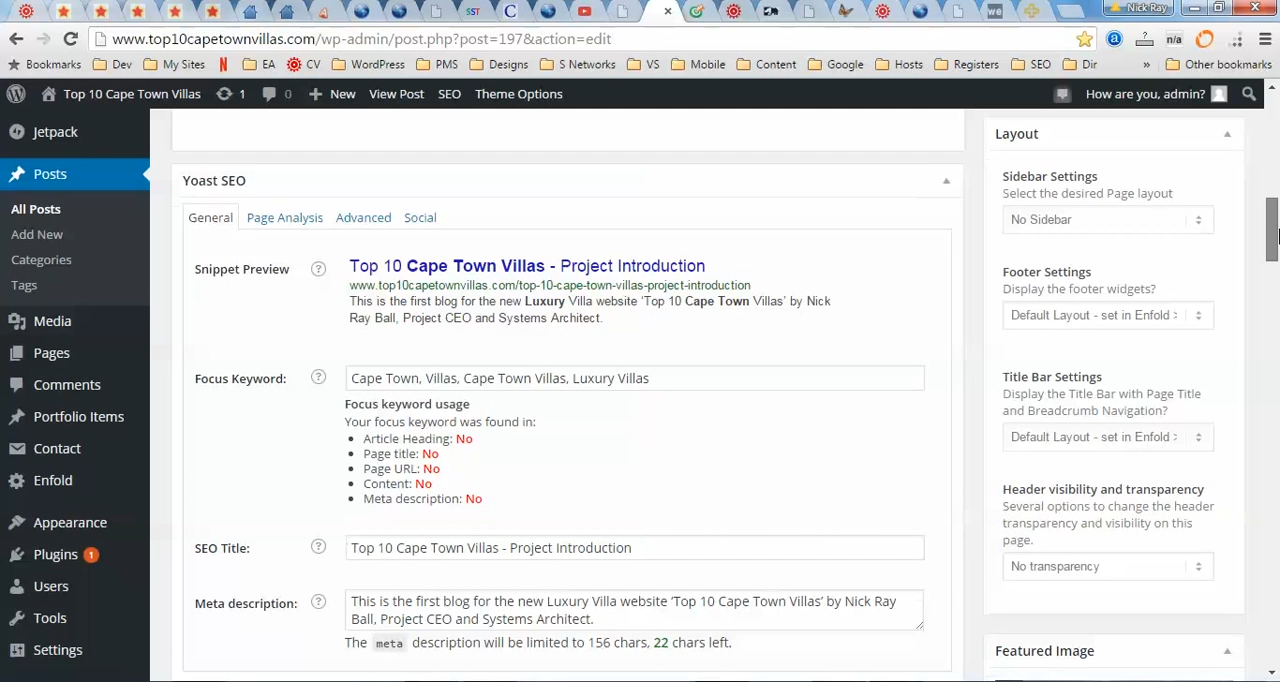 SST
C
we
Nick Ray
www.top10capetownvillas.com/wp-admin/post.php?post=197&action=edit
n/a
Bookmarks Dev My Sites EA CV WordPress PMS Designs S Networks VS Mobile Content Google Hosts Registers SEO Dir » Other bookmarks
Top 10 Cape Town Villas 1 0 New View Post SEO Theme Options How are you, admin?
Jetpack
Posts
All Posts
Add New
Categories
Tags
Media
Pages
Comments
Portfolio Items
Contact
Enfold
Appearance
Plugins 1
Users
Tools
Settings
Yoast SEO
General Page Analysis Advanced Social
Snippet Preview ? Top 10 Cape Town Villas - Project Introduction
www.top10capetownvillas.com/top-10-cape-town-villas-project-introduction
This is the first blog for the new Luxury Villa website ‘Top 10 Cape Town Villas’ by Nick
Ray Ball, Project CEO and Systems Architect.
Focus Keyword: ? Cape Town, Villas, Cape Town Villas, Luxury Villas
Focus keyword usage
Your focus keyword was found in:
• Article Heading: No
• Page title: No
• Page URL: No
• Content: No
• Meta description: No
SEO Title: ? Top 10 Cape Town Villas - Project Introduction
Meta description: ? This is the first blog for the new Luxury Villa website ‘Top 10 Cape Town Villas’ by Nick Ray
Ball, Project CEO and Systems Architect.
The meta description will be limited to 156 chars, 22 chars left.
Layout
Sidebar Settings
Select the desired Page layout
No Sidebar
Footer Settings
Display the footer widgets?
Default Layout - set in Enfold >
Title Bar Settings
Display the Title Bar with Page Title
and Breadcrumb Navigation?
Default Layout - set in Enfold >
Header visibility and transparency
Several options to change the header
transparency and visibility on this
page.
No transparency
Featured Image